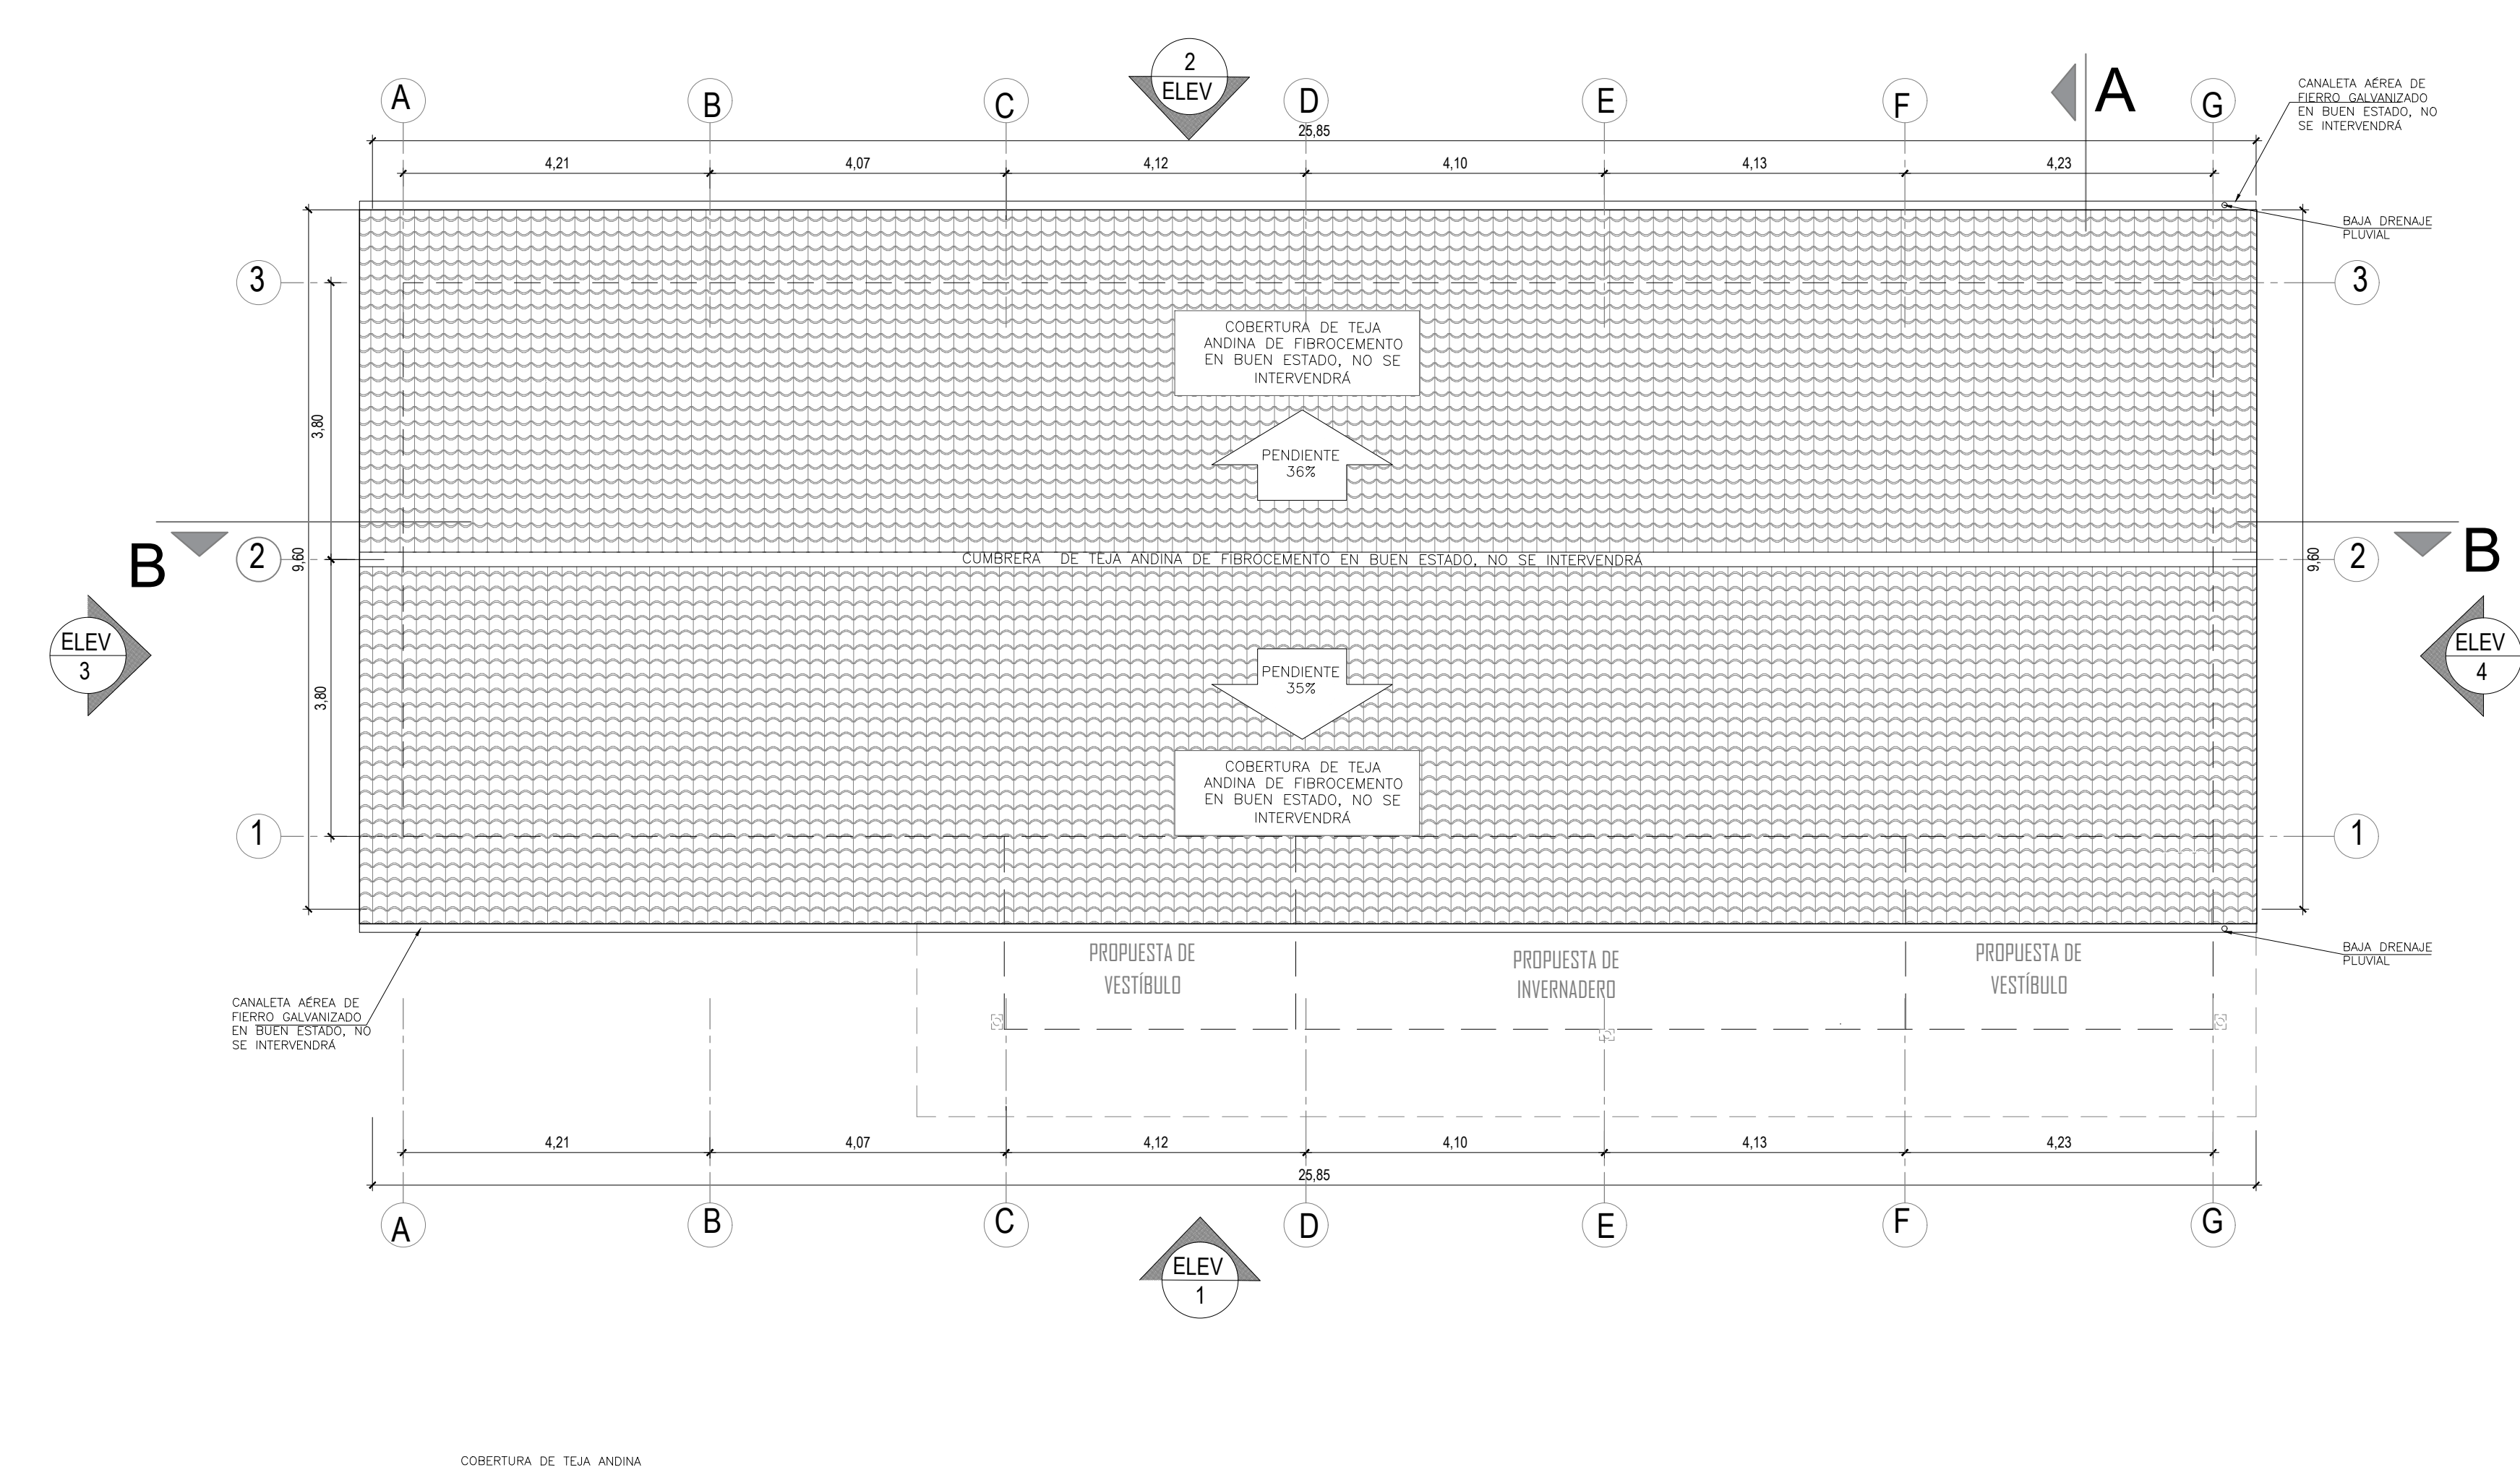 2
ELEV
A
B
C
D
E
F
A
G
25,85
4,21
4,07
4,12
4,10
4,13
4,23
CANALETA AÉREA DE
FIERRO GALVANIZADO
EN BUEN ESTADO, NO
SE INTERVENDRÁ
BAJA DRENAJE
PLUVIAL
3
3
COBERTURA DE TEJA
ANDINA DE FIBROCEMENTO
EN BUEN ESTADO, NO SE
INTERVENDRÁ
3,80
PENDIENTE
36%
B
2
9,60
CUMBRERA DE TEJA ANDINA DE FIBROCEMENTO EN BUEN ESTADO, NO SE INTERVENDRÁ
9,60
2
B
ELEV
3
ELEV
4
3,80
PENDIENTE
35%
COBERTURA DE TEJA
ANDINA DE FIBROCEMENTO
EN BUEN ESTADO, NO SE
INTERVENDRÁ
1
1
PROPUESTA DE
VESTÍBULO
PROPUESTA DE
INVERNADERO
PROPUESTA DE
VESTÍBULO
BAJA DRENAJE
PLUVIAL
CANALETA AÉREA DE
FIERRO GALVANIZADO
EN BUEN ESTADO, NO
SE INTERVENDRÁ
4,21
4,07
4,12
4,10
4,13
4,23
25,85
A
B
C
D
E
F
G
ELEV
1
COBERTURA DE TEJA ANDINA